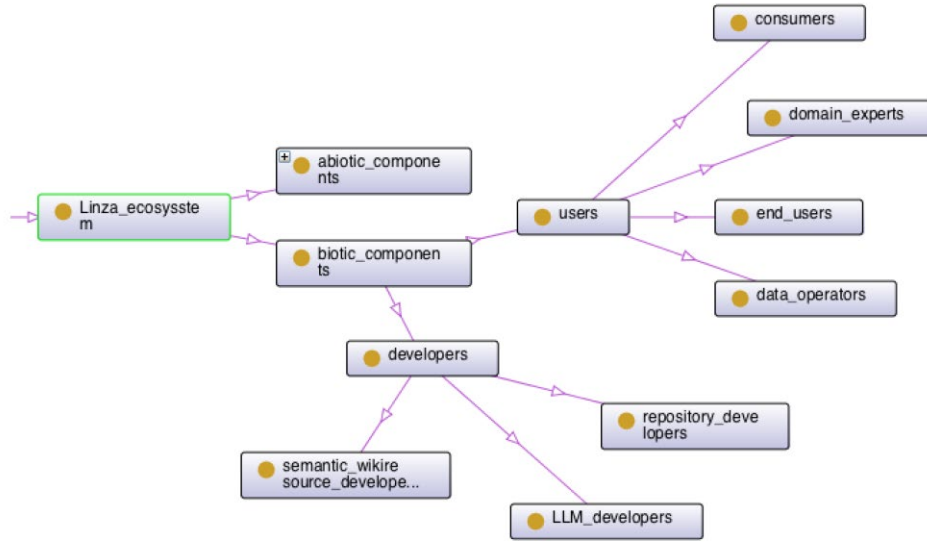 consumers
domain_experts
abiotic_compone
nts
Linza_ecosysste
m
users
end_users
biotic_componen
ts
data_operators
developers
repository_deve
lopers
semantic_wikire
source_develope...
LLM_developers